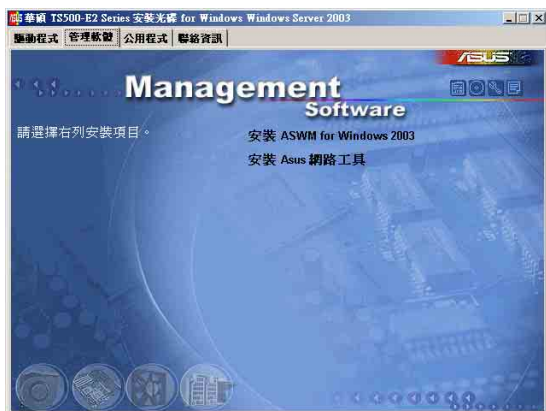 華碩 TS500-E2 Series 安裝光碟 for Windows Windows Server 2003
驅動程式 管理軟體 公用程式 聯絡資訊
ASUS
Management
Software
請選擇右列安裝項目。
安裝 ASWM for Windows 2003
安裝 Asus 網路工具